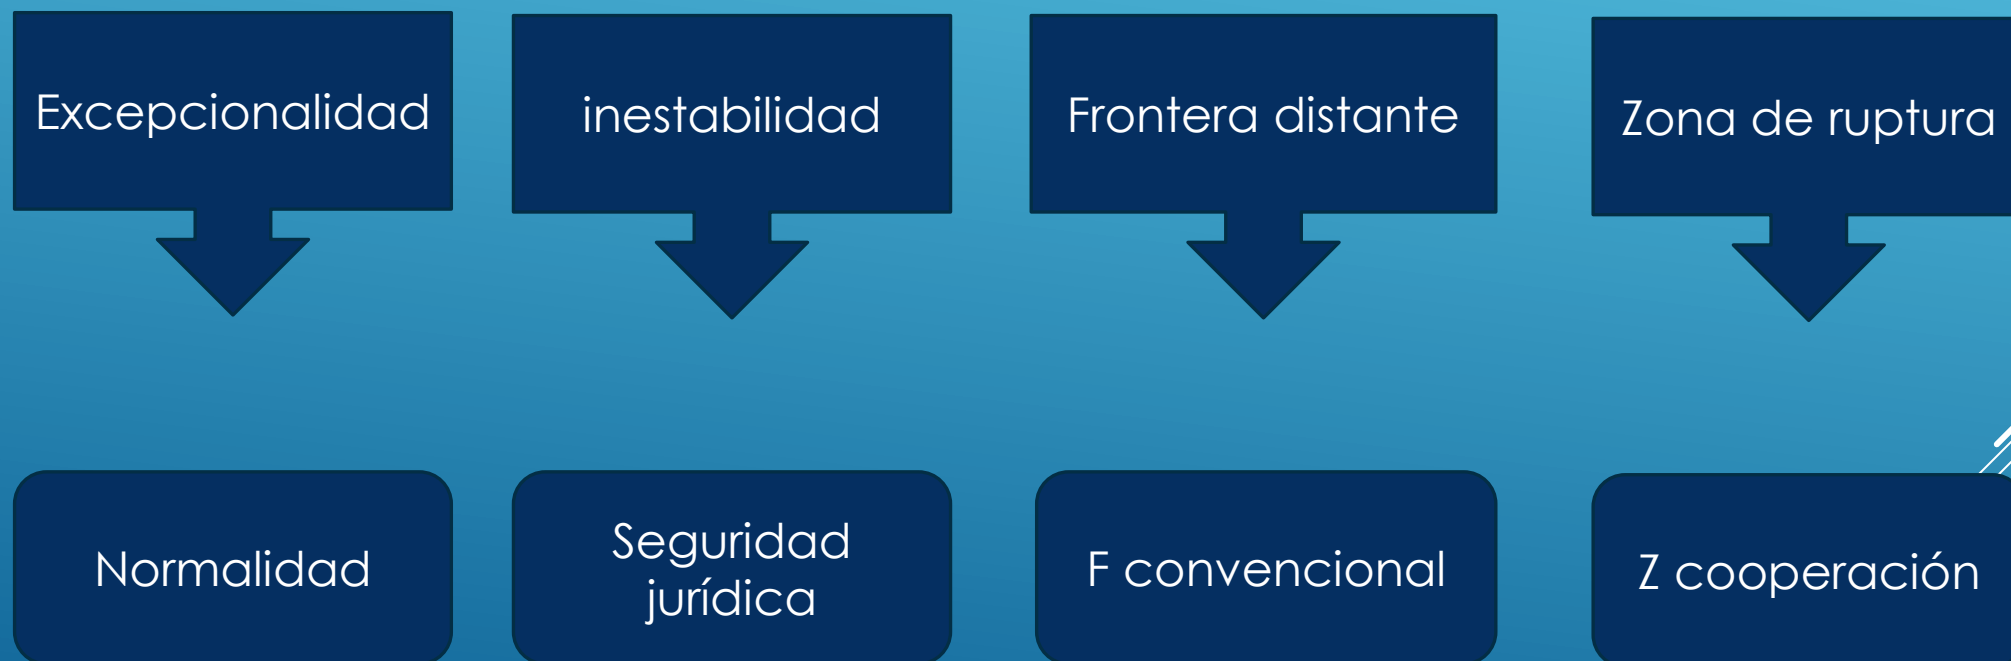 Excepcionalidad
inestabilidad
Frontera distante
Zona de ruptura
Normalidad
Seguridad
jurídica
F convencional
Z cooperación